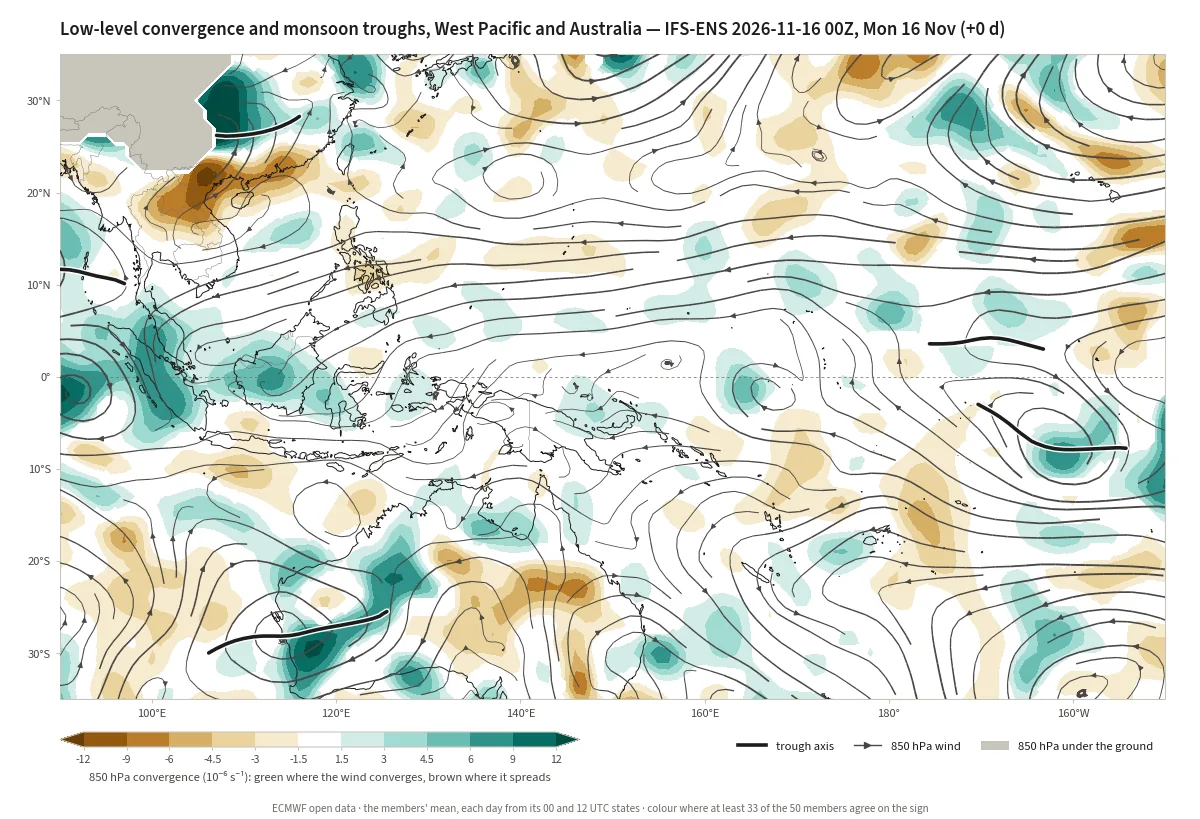 Low-level convergence and monsoon troughs, West Pacific and Australia — IFS-ENS 2026-11-16 00Z, Mon 16 Nov (+0 d)
30°N
20°N
10°N
0°
10°S
20°S
30°S
100°E 120°E 140°E 160°E 180° 160°W
-12 -9 -6 -4.5 -3 -1.5 1.5 3 4.5 6 9 12
850 hPa convergence (10⁻⁶ s⁻¹): green where the wind converges, brown where it spreads
trough axis 850 hPa wind 850 hPa under the ground
ECMWF open data · the members' mean, each day from its 00 and 12 UTC states · colour where at least 33 of the 50 members agree on the sign